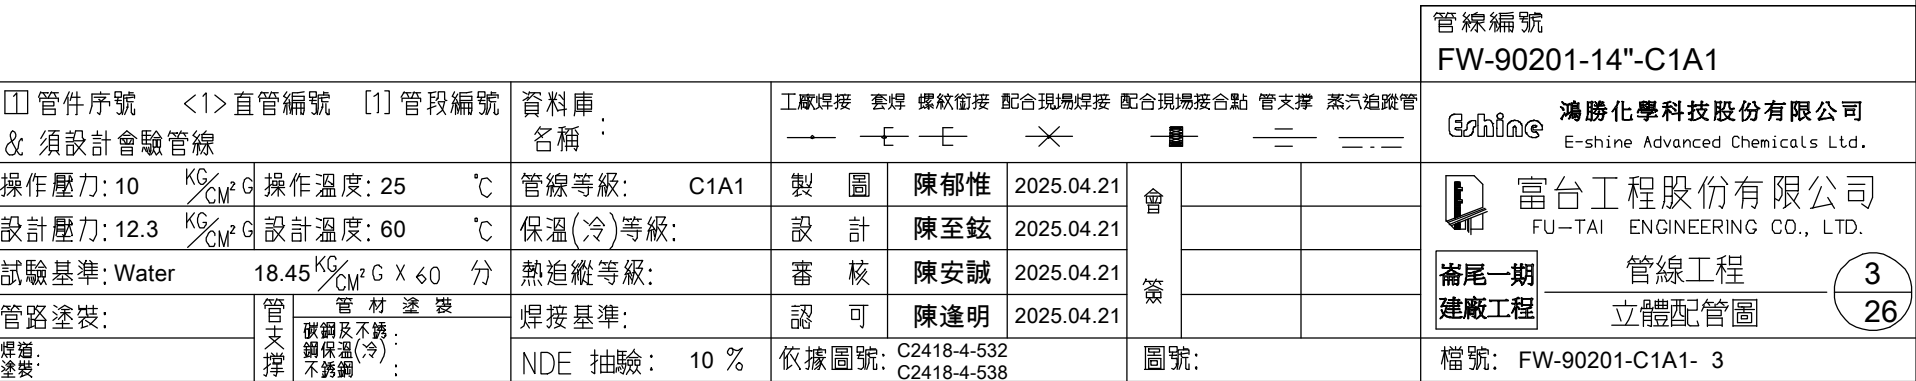 管線編號
FW-90201-14"-C1A1
1 管件序號 <1>直管編號 [1] 管段編號
& 須設計會驗管線
資料庫
名稱 :
工廠焊接 套焊 螺紋銜接 配合現場焊接 配合現場接合點 管支撐 蒸汽追蹤管
Eshine 鴻勝化學科技股份有限公司
E-shine Advanced Chemicals Ltd.
操作壓力: 10 KG/CM² G 操作溫度: 25 °C 管線等級: C1A1 製 圖 陳郁惟 2025.04.21
設計壓力: 12.3 KG/CM² G 設計溫度: 60 °C 保溫(冷)等級: 設 計 陳至鉉 2025.04.21
試驗基準: Water 18.45 KG/CM² G X 60 分 熱追縱等級: 審 核 陳安誠 2025.04.21
管路塗裝: 管支撐 管 材 塗 裝 焊接基準: 認 可 陳逢明 2025.04.21
會簽
富台工程股份有限公司
FU-TAI ENGINEERING CO., LTD.
崙尾一期
建廠工程
管線工程
立體配管圖
3
26
焊道:
塗裝
碳鋼及不銹:
鋼保溫(冷)
不銹鋼 :
NDE 抽驗: 10 %
依據圖號: C2418-4-532
C2418-4-538
圖號:
檔號: FW-90201-C1A1- 3